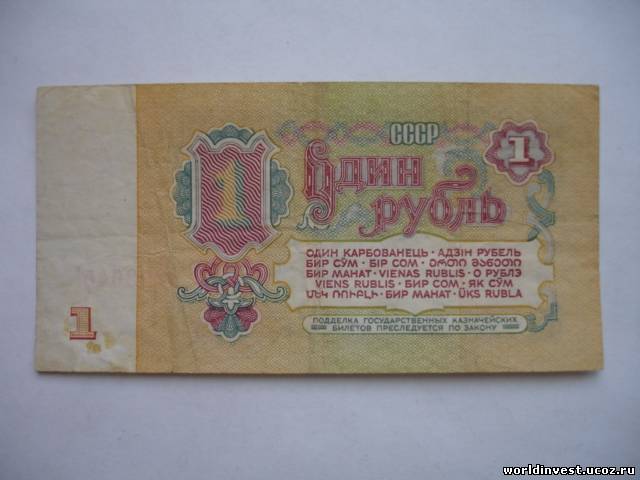 СССР
1
1
Один
рубль
ОДИН КАРБОВАНЕЦЬ · АДЗІН РУБЕЛЬ
БИР СЎМ · БІР СОМ · ᲔᲠᲗᲘ ᲛᲐᲜᲔᲗᲘ
БИР МАНАТ · VIENAS RUBLIS · О РУБЛЭ
VIENS RUBLIS · БИР СОМ · ЯК СЎМ
ՄԵԿ ՌՈՒԲԼԻ · БИР МАНАТ · ÜKS RUBLA
ПОДДЕЛКА ГОСУДАРСТВЕННЫХ КАЗНАЧЕЙСКИХ
БИЛЕТОВ ПРЕСЛЕДУЕТСЯ ПО ЗАКОНУ
1
worldinvest.ucoz.ru